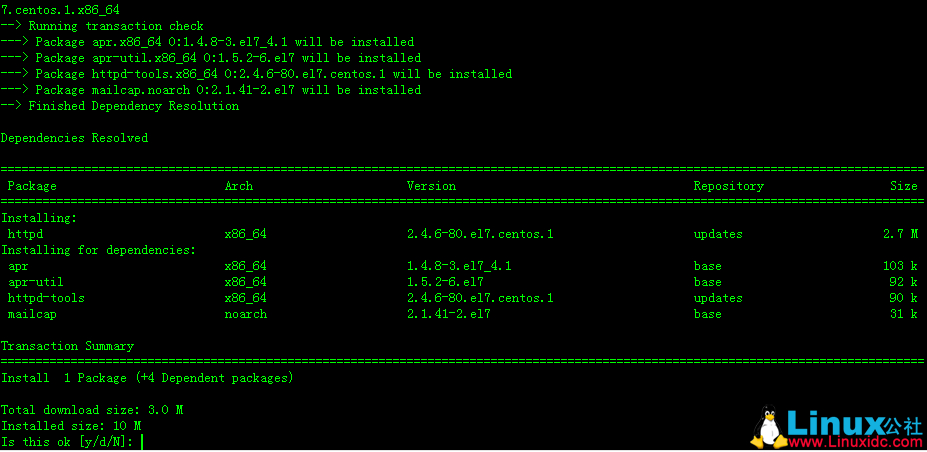 7.centos.1.x86_64
--> Running transaction check
---> Package apr.x86_64 0:1.4.8-3.el7_4.1 will be installed
---> Package apr-util.x86_64 0:1.5.2-6.el7 will be installed
---> Package httpd-tools.x86_64 0:2.4.6-80.el7.centos.1 will be installed
---> Package mailcap.noarch 0:2.1.41-2.el7 will be installed
--> Finished Dependency Resolution
Dependencies Resolved
Package Arch Version Repository Size
Installing:
httpd x86_64 2.4.6-80.el7.centos.1 updates 2.7 M
Installing for dependencies:
apr x86_64 1.4.8-3.el7_4.1 base 103 k
apr-util x86_64 1.5.2-6.el7 base 92 k
httpd-tools x86_64 2.4.6-80.el7.centos.1 updates 90 k
mailcap noarch 2.1.41-2.el7 base 31 k
Transaction Summary
Install 1 Package (+4 Dependent packages)
Total download size: 3.0 M
Installed size: 10 M
Is this ok [y/d/N]:
Linux公社
www.Linuxidc.com